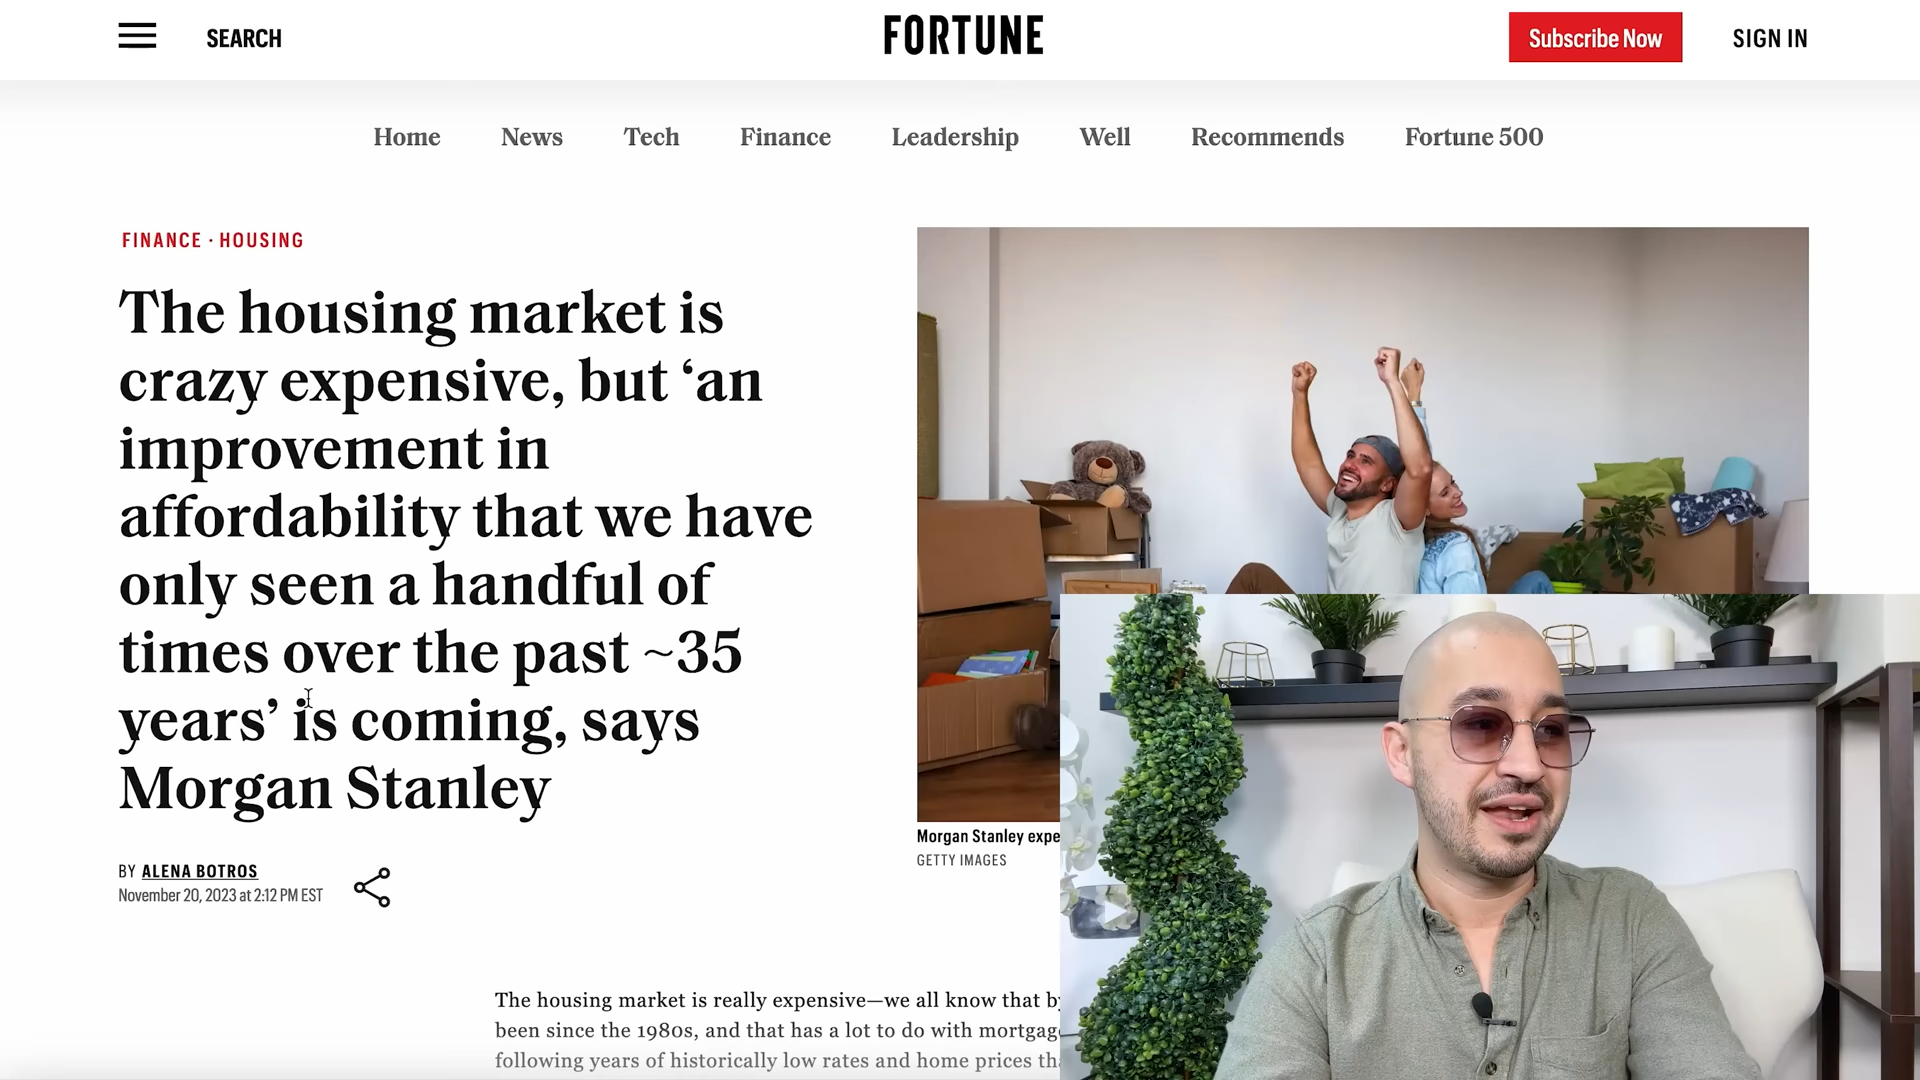 SEARCH
FORTUNE
Subscribe Now
SIGN IN
Home
News
Tech
Finance
Leadership
Well
Recommends
Fortune 500
FINANCE · HOUSING
The housing market is
crazy expensive, but ‘an
improvement in
affordability that we have
only seen a handful of
times over the past ~35
years’ is coming, says
Morgan Stanley
BY ALENA BOTROS
November 20, 2023 at 2:12 PM EST
Morgan Stanley expe
GETTY IMAGES
The housing market is really expensive—we all know that by
been since the 1980s, and that has a lot to do with mortgag
following years of historically low rates and home prices tha